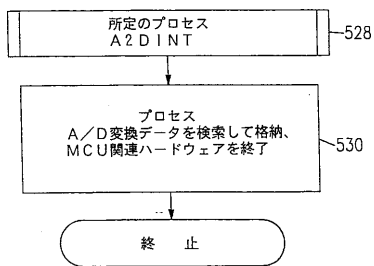 所定のプロセス
A2DINT
528
プロセス
A/D変換データを検索して格納、
MCU関連ハードウェアを終了
530
終 止